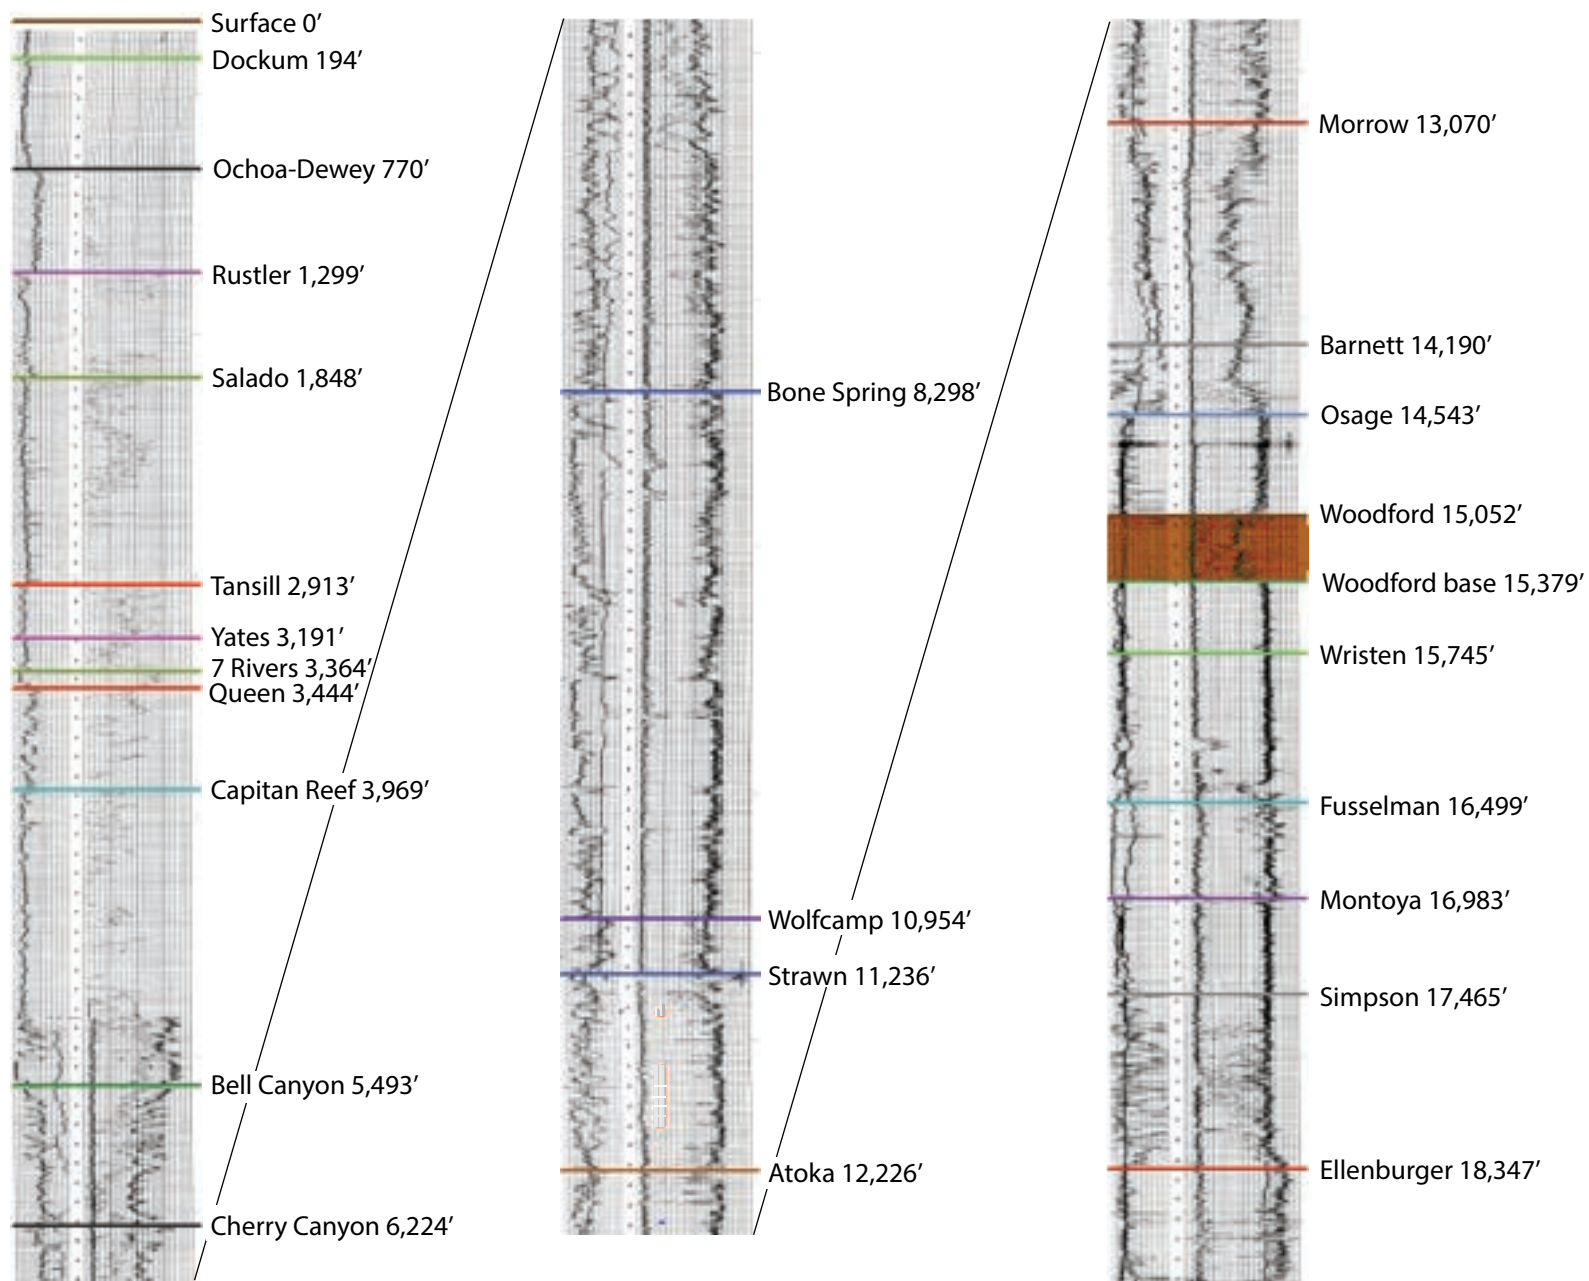 Surface 0′
Dockum 194′
Ochoa-Dewey 770′
Rustler 1,299′
Salado 1,848′
Tansill 2,913′
Yates 3,191′
7 Rivers 3,364′
Queen 3,444′
Capitan Reef 3,969′
Bell Canyon 5,493′
Cherry Canyon 6,224′
Bone Spring 8,298′
Wolfcamp 10,954′
Strawn 11,236′
Atoka 12,226′
Morrow 13,070′
Barnett 14,190′
Osage 14,543′
Woodford 15,052′
Woodford base 15,379′
Wristen 15,745′
Fusselman 16,499′
Montoya 16,983′
Simpson 17,465′
Ellenburger 18,347′